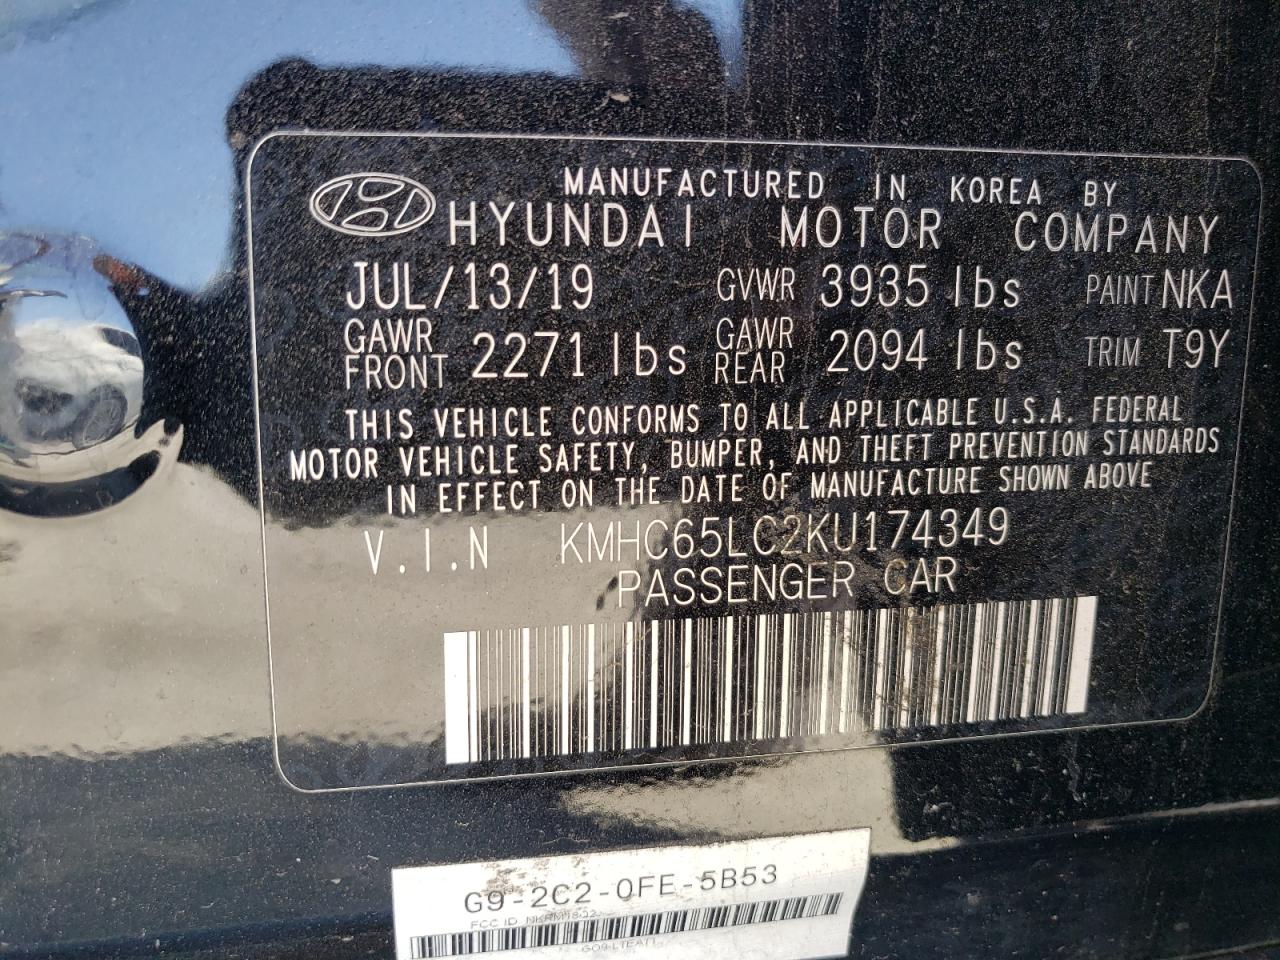 MANUFACTURED IN KOREA BY
HYUNDAI MOTOR COMPANY
JUL/13/19 GVWR 3935 lbs PAINT NKA
GAWR FRONT 2271 lbs GAWR REAR 2094 lbs TRIM T9Y
THIS VEHICLE CONFORMS TO ALL APPLICABLE U.S.A. FEDERAL
MOTOR VEHICLE SAFETY, BUMPER, AND THEFT PREVENTION STANDARDS
IN EFFECT ON THE DATE OF MANUFACTURE SHOWN ABOVE
V.I.N KMHC65LC2KU174349
PASSENGER CAR
G9-2C2-0FE-5B53
FCC ID